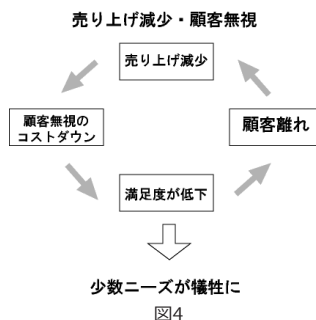 売り上げ減少・顧客無視
売り上げ減少
顧客無視の
コストダウン
顧客離れ
満足度が低下
少数ニーズが犠牲に
図4